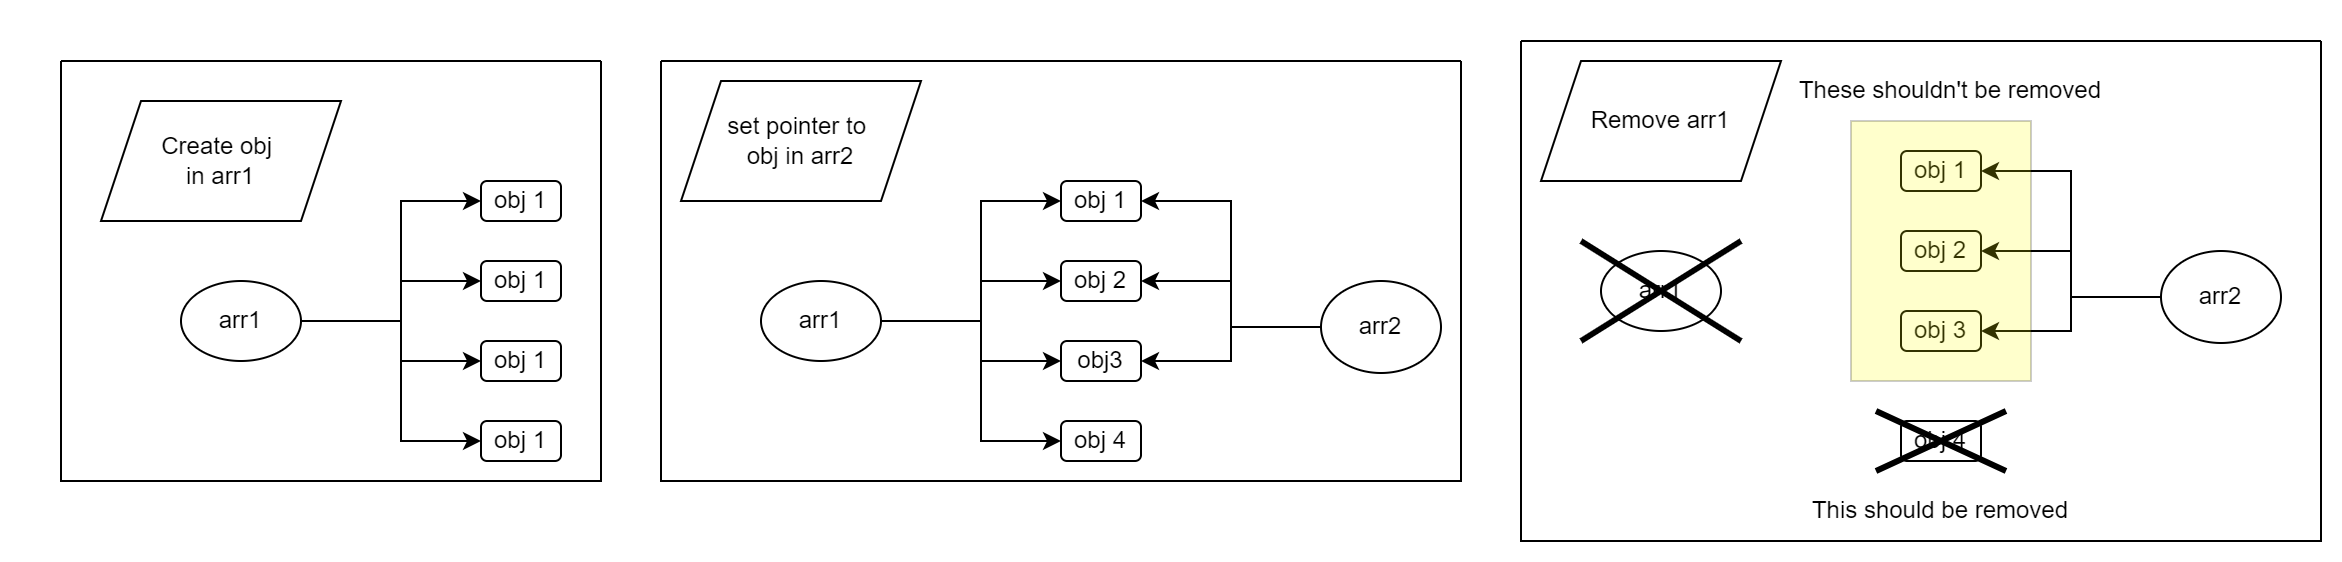 Create obj
in arr1
obj 1
obj 1
arr1
obj 1
obj 1
set pointer to
obj in arr2
obj 1
obj 2
arr1
arr2
obj3
obj 4
Remove arr1
These shouldn't be removed
obj 1
obj 2
arr1
arr2
obj 3
obj 4
This should be removed